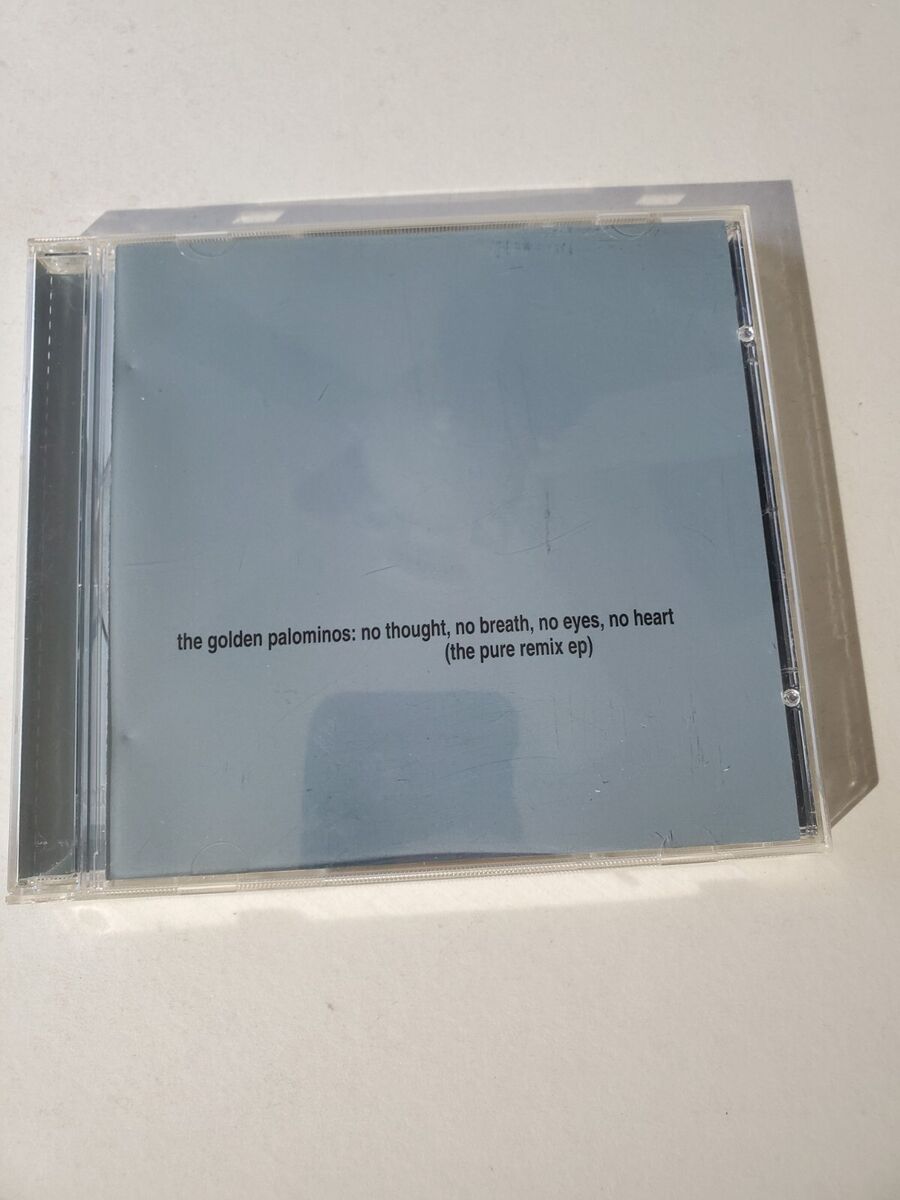 the golden palominos: no thought, no breath, no eyes, no heart
(the pure remix ep)